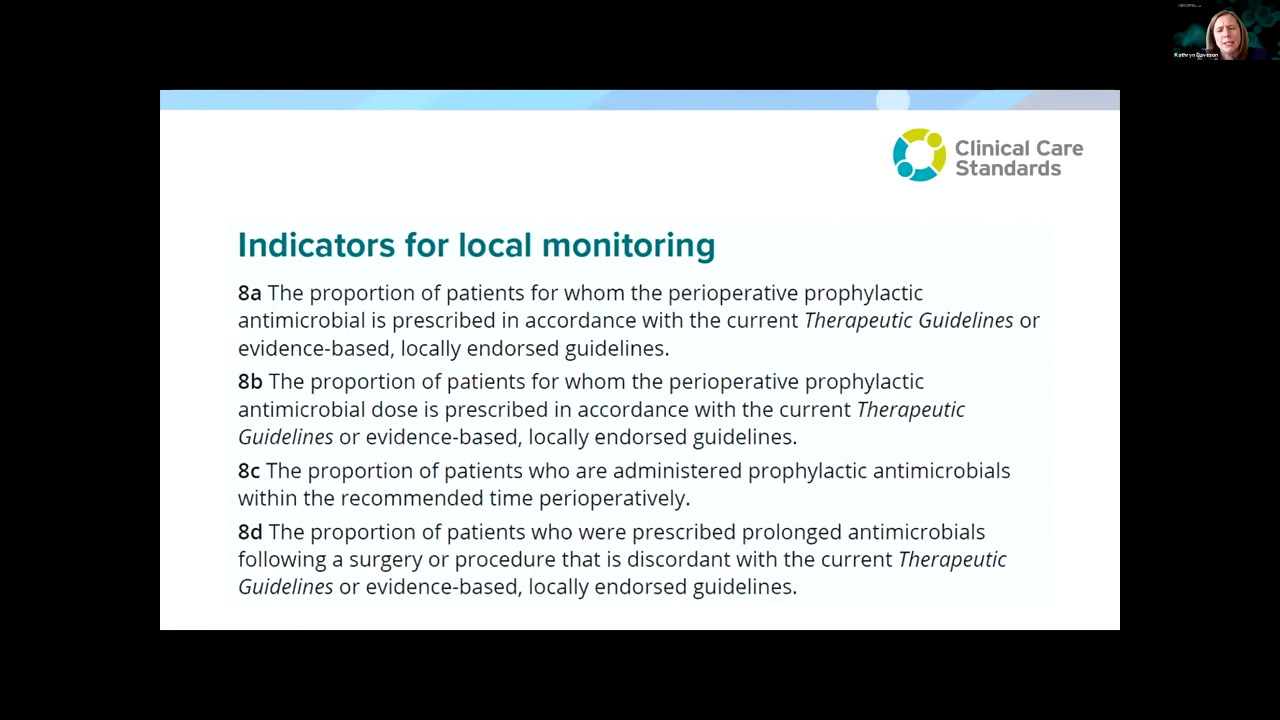 Kathryn Daveson
Clinical Care
Standards
Indicators for local monitoring
8a The proportion of patients for whom the perioperative prophylactic
antimicrobial is prescribed in accordance with the current Therapeutic Guidelines or
evidence-based, locally endorsed guidelines.
8b The proportion of patients for whom the perioperative prophylactic
antimicrobial dose is prescribed in accordance with the current Therapeutic
Guidelines or evidence-based, locally endorsed guidelines.
8c The proportion of patients who are administered prophylactic antimicrobials
within the recommended time perioperatively.
8d The proportion of patients who were prescribed prolonged antimicrobials
following a surgery or procedure that is discordant with the current Therapeutic
Guidelines or evidence-based, locally endorsed guidelines.